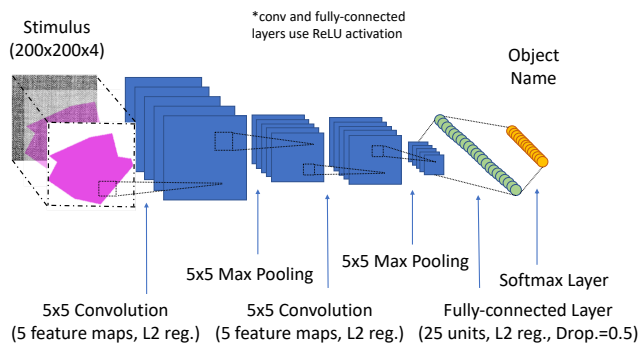 *conv and fully-connected
layers use ReLU activation
Stimulus
(200x200x4)
Object
Name
5x5 Max Pooling
5x5 Max Pooling
Softmax Layer
5x5 Convolution
(5 feature maps, L2 reg.)
5x5 Convolution
(5 feature maps, L2 reg.)
Fully-connected Layer
(25 units, L2 reg., Drop.=0.5)